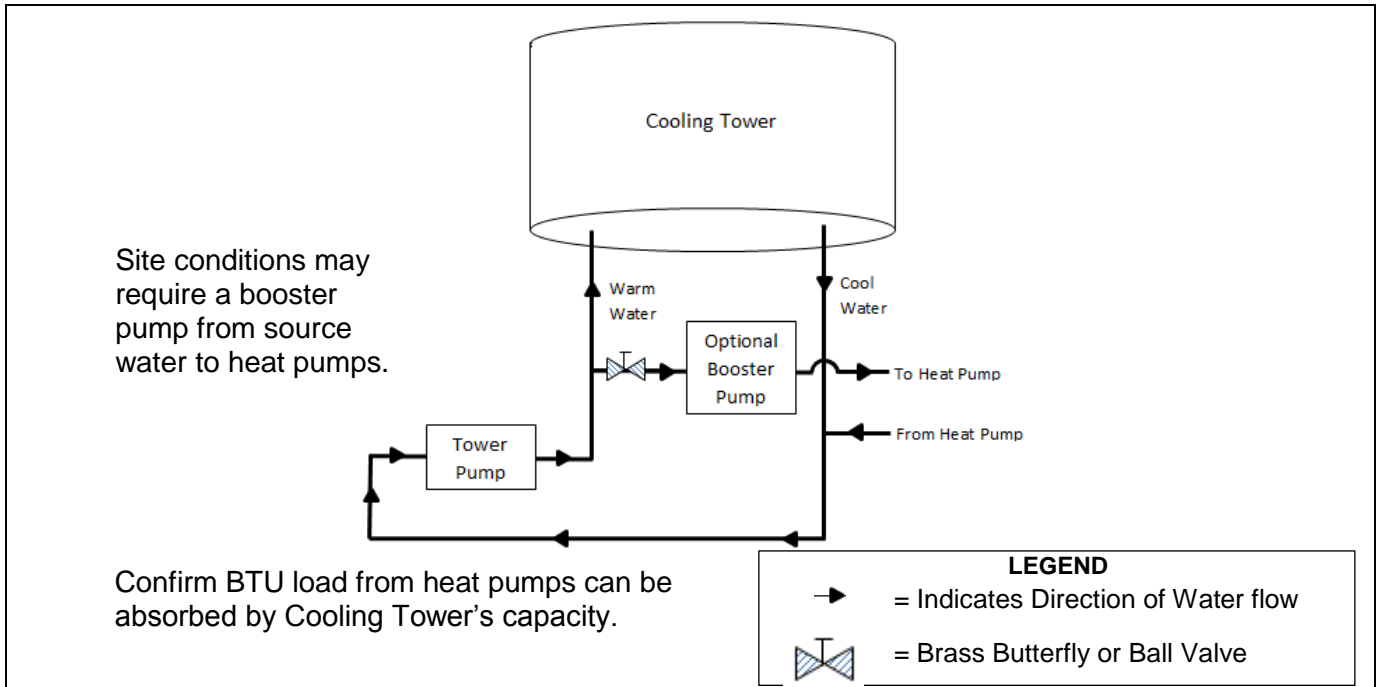 Cooling Tower
Site conditions may
require a booster
pump from source
water to heat pumps.
Warm
Water
Cool
Water
Optional
Booster
Pump
To Heat Pump
From Heat Pump
Tower
Pump
Confirm BTU load from heat pumps can be
absorbed by Cooling Tower’s capacity.
LEGEND
= Indicates Direction of Water flow
= Brass Butterfly or Ball Valve